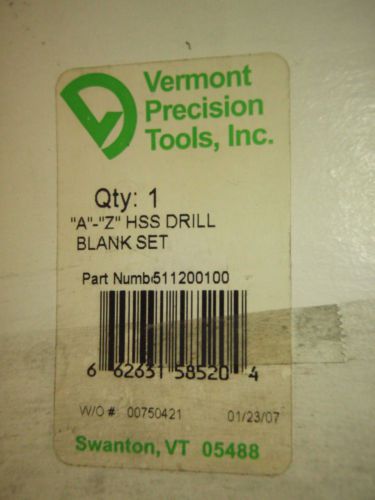 Vermont
Precision
Tools, Inc.
Qty: 1
"A"-"Z" HSS DRILL
BLANK SET
Part Numbe511200100
6 62631 58520 4
W/O # 00750421 01/23/07
Swanton, VT 05488